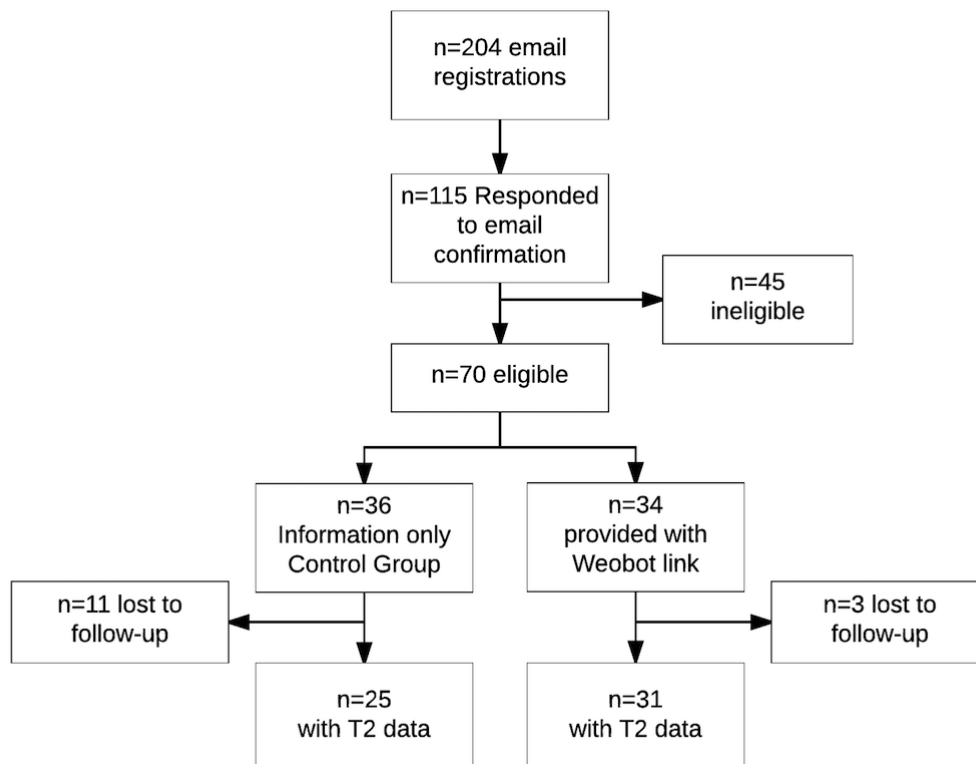 n=204 email
registrations
n=115 Responded
to email
confirmation
n=45
ineligible
n=70 eligible
n=36
Information only
Control Group
n=34
provided with
Weobot link
n=11 lost to
follow-up
n=3 lost to
follow-up
n=25
with T2 data
n=31
with T2 data